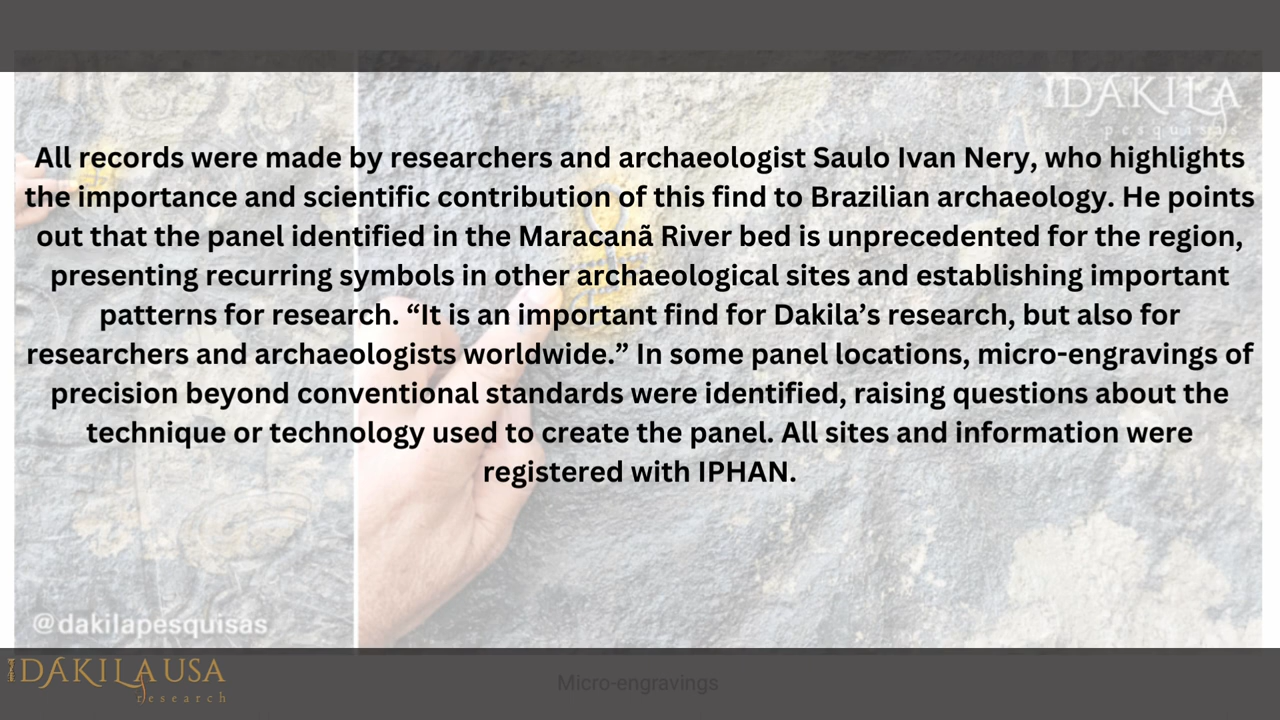 DAKILA
pesquisas
All records were made by researchers and archaeologist Saulo Ivan Nery, who highlights
the importance and scientific contribution of this find to Brazilian archaeology. He points
out that the panel identified in the Maracanã River bed is unprecedented for the region,
presenting recurring symbols in other archaeological sites and establishing important
patterns for research. “It is an important find for Dakila’s research, but also for
researchers and archaeologists worldwide.” In some panel locations, micro-engravings of
precision beyond conventional standards were identified, raising questions about the
technique or technology used to create the panel. All sites and information were
registered with IPHAN.
@dakilapesquisas
DAKILA USA
research
Micro-engravings